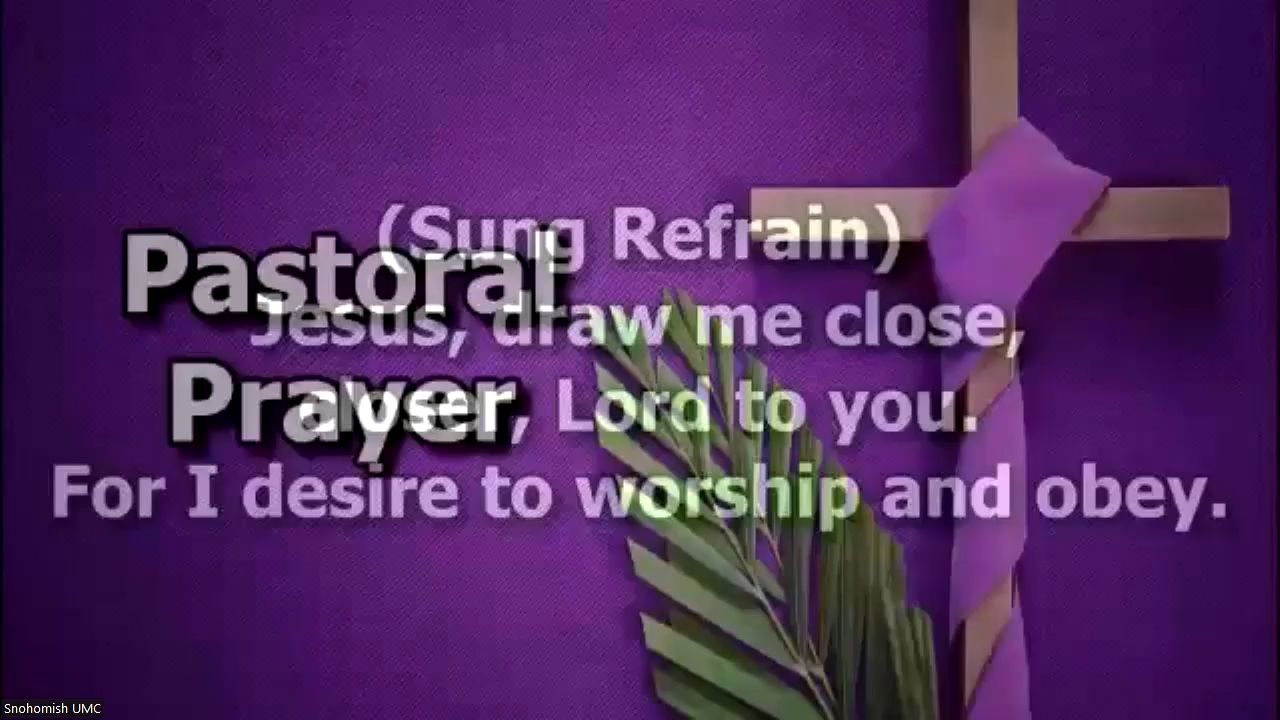 Pastoral
Prayer
(Sung Refrain)
Jesus, draw me close,
closer, Lord to you.
For I desire to worship and obey.
Snohomish UMC